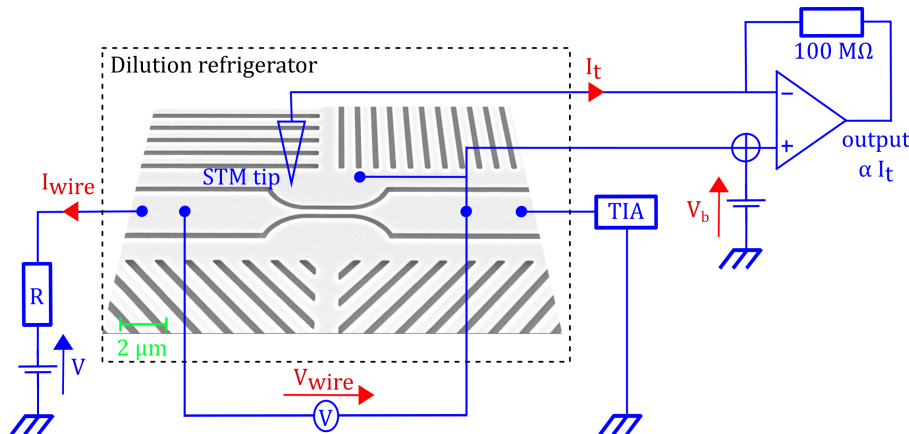 Dilution refrigerator
I_t
100 MΩ
−
+
output
α I_t
STM tip
I_wire
TIA
V_b
R
V
2 μm
V_wire
V